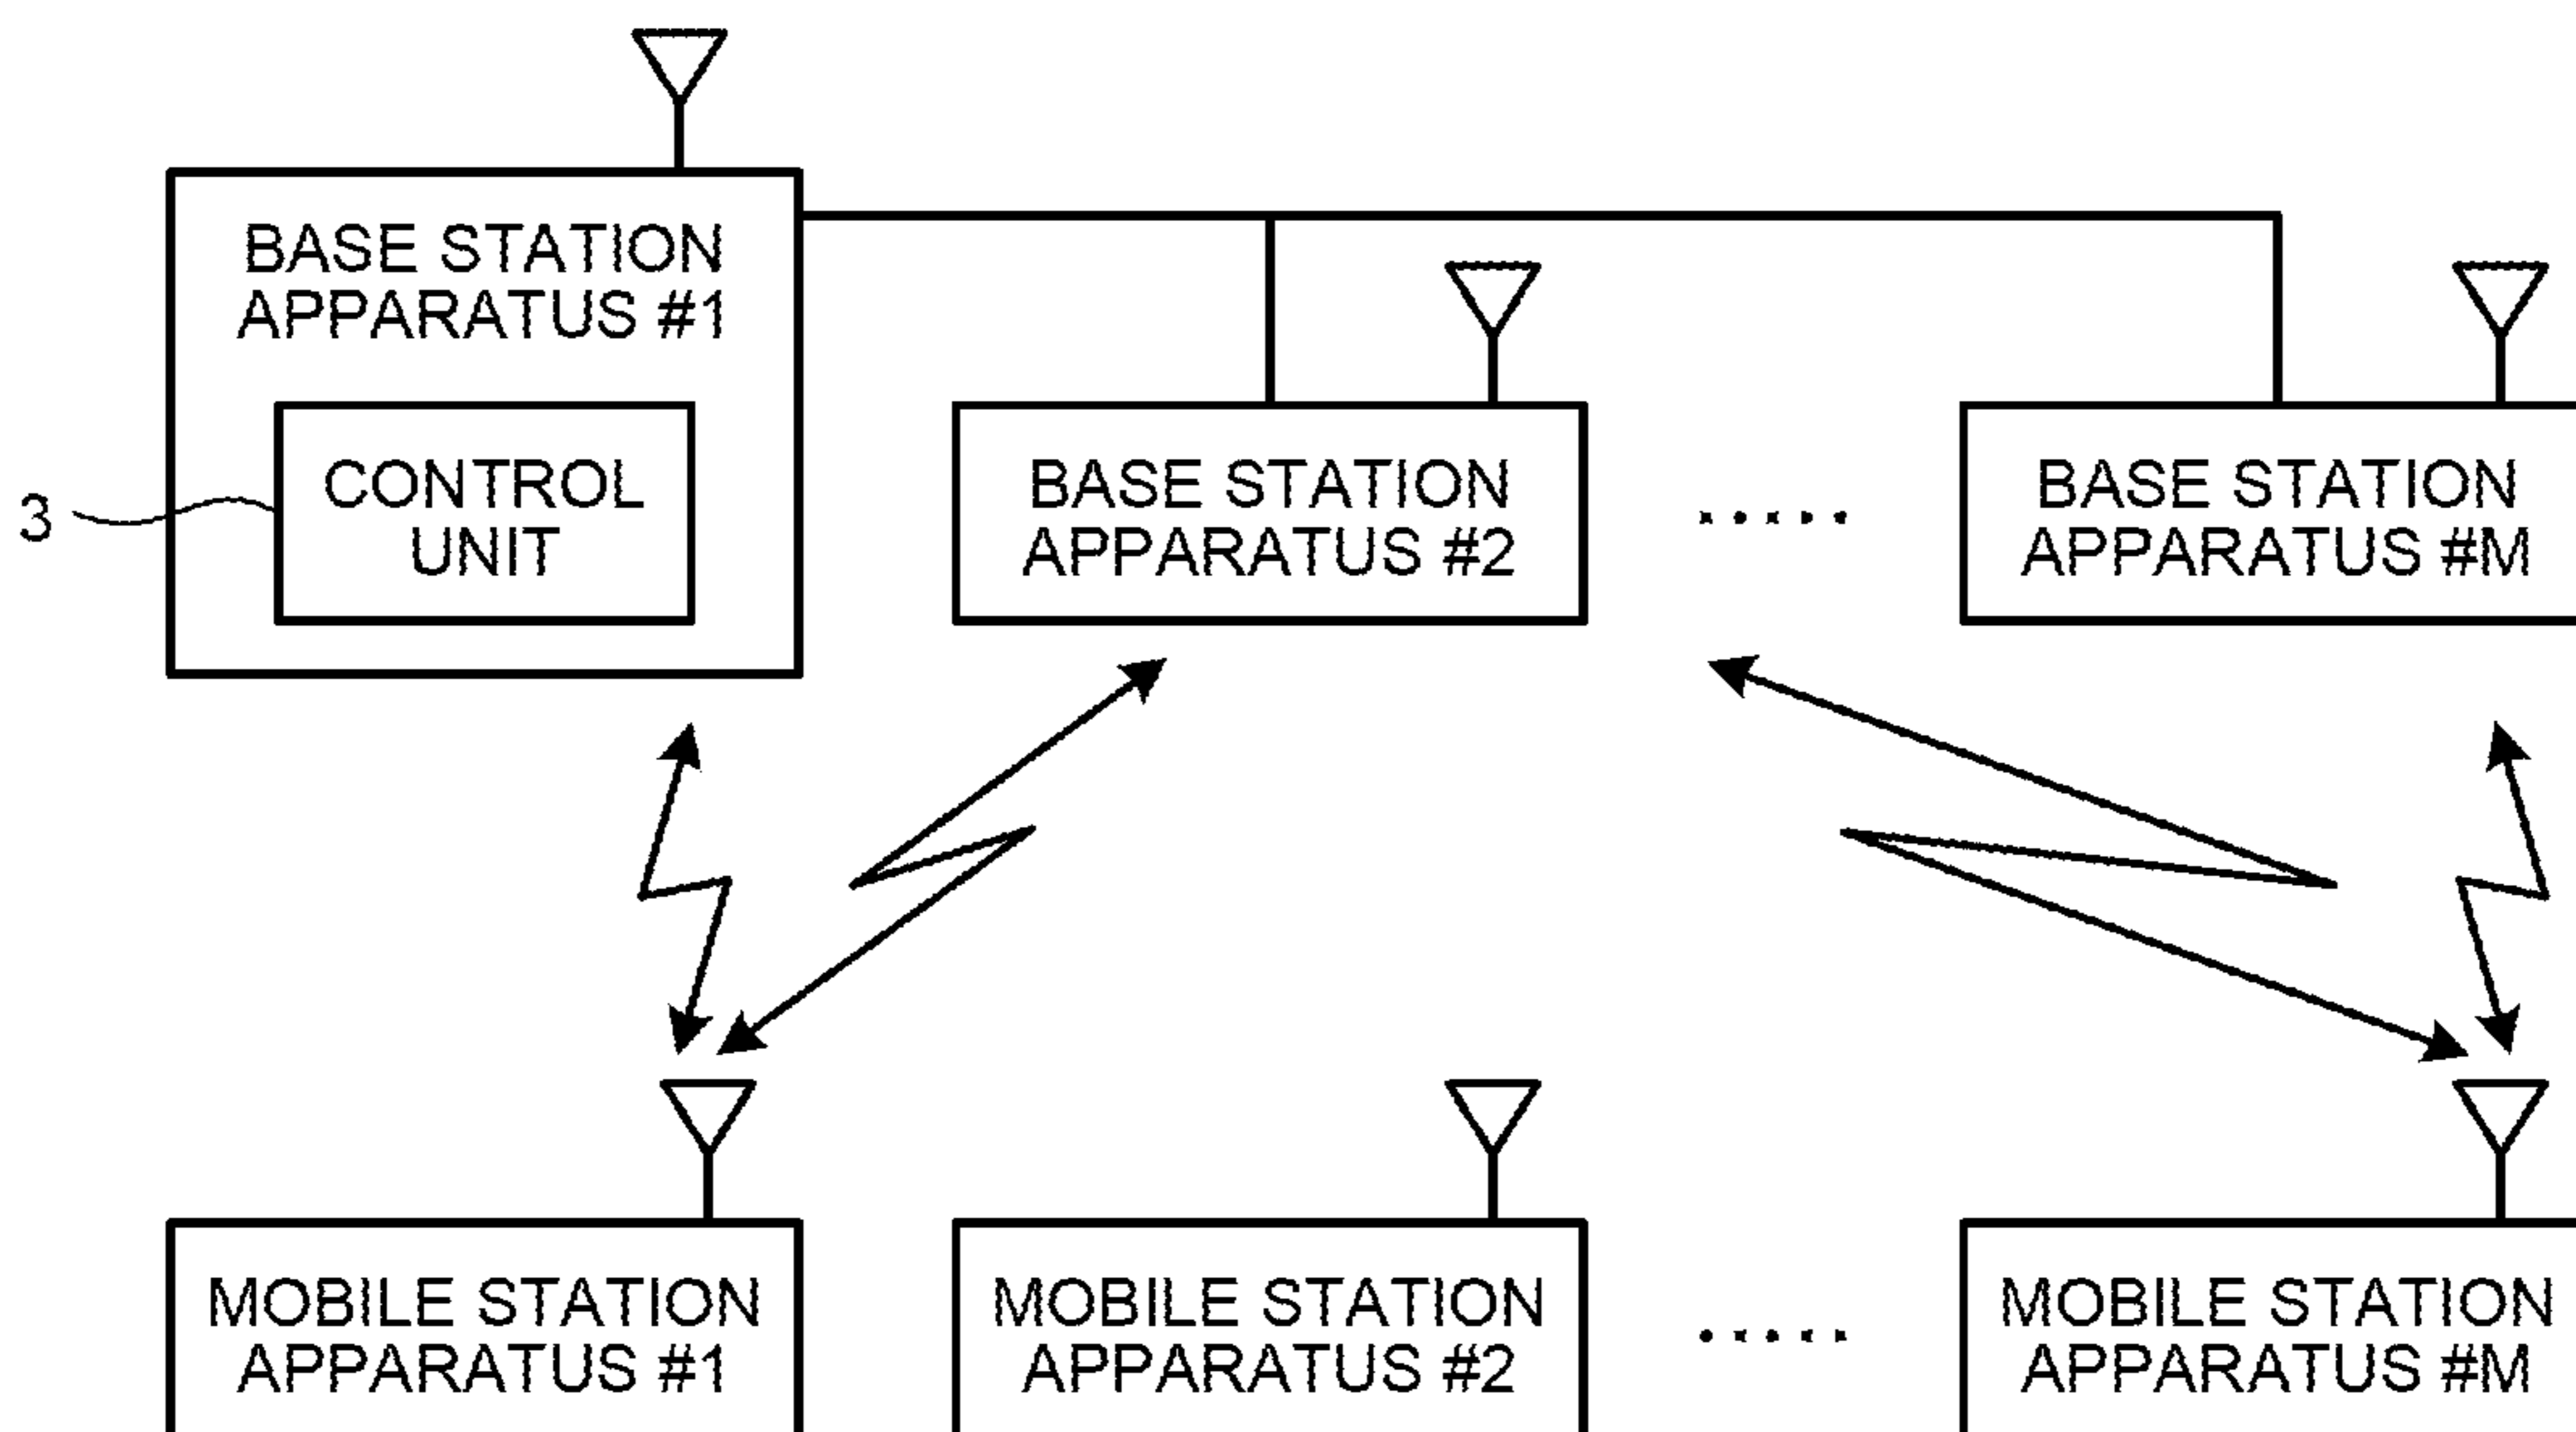 BASE STATION
APPARATUS #1
CONTROL
UNIT
3
BASE STATION
APPARATUS #2
.....
BASE STATION
APPARATUS #M
MOBILE STATION
APPARATUS #1
MOBILE STATION
APPARATUS #2
.....
MOBILE STATION
APPARATUS #M